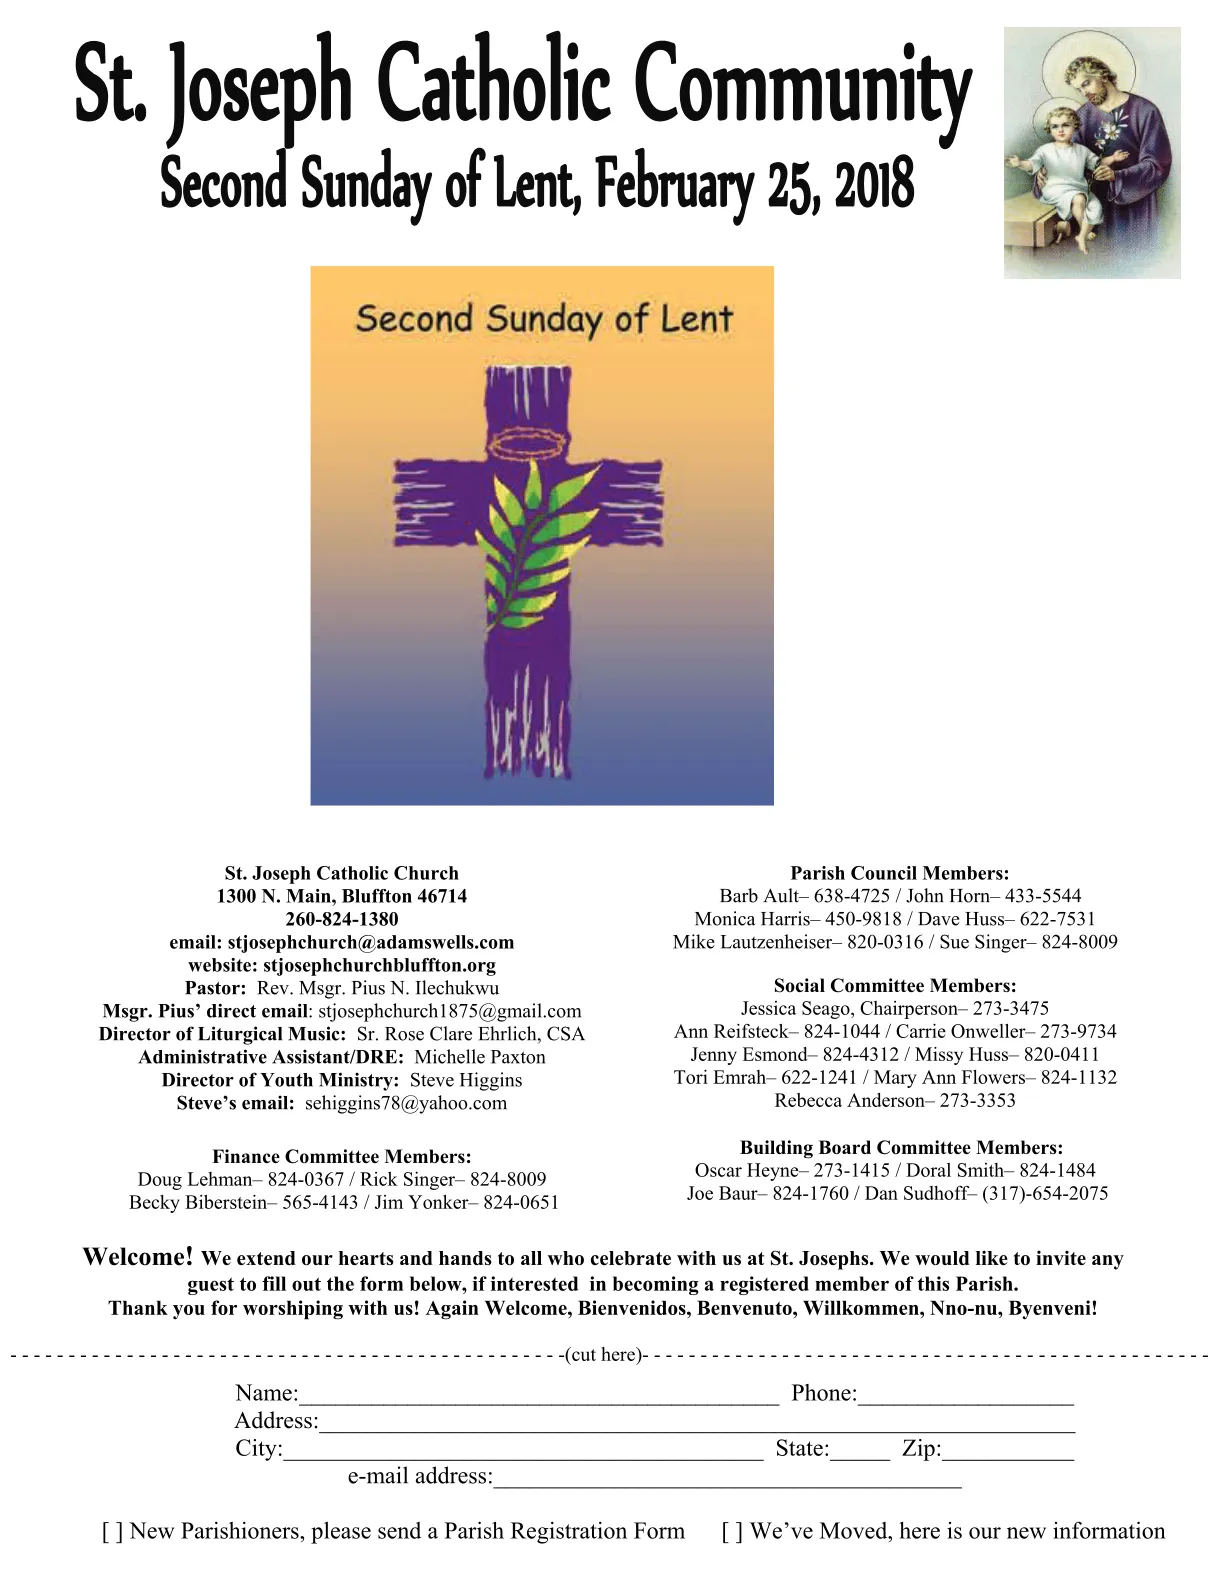 St. Joseph Catholic Community
Second Sunday of Lent, February 25, 2018
Second Sunday of Lent
St. Joseph Catholic Church
1300 N. Main, Bluffton 46714
260-824-1380
email: stjosephchurch@adamswells.com
website: stjosephchurchbluffton.org
Pastor: Rev. Msgr. Pius N. Ilechukwu
Msgr. Pius’ direct email: stjosephchurch1875@gmail.com
Director of Liturgical Music: Sr. Rose Clare Ehrlich, CSA
Administrative Assistant/DRE: Michelle Paxton
Director of Youth Ministry: Steve Higgins
Steve’s email: sehiggins78@yahoo.com
Finance Committee Members:
Doug Lehman– 824-0367 / Rick Singer– 824-8009
Becky Biberstein– 565-4143 / Jim Yonker– 824-0651
Parish Council Members:
Barb Ault– 638-4725 / John Horn– 433-5544
Monica Harris– 450-9818 / Dave Huss– 622-7531
Mike Lautzenheiser– 820-0316 / Sue Singer– 824-8009
Social Committee Members:
Jessica Seago, Chairperson– 273-3475
Ann Reifsteck– 824-1044 / Carrie Onweller– 273-9734
Jenny Esmond– 824-4312 / Missy Huss– 820-0411
Tori Emrah– 622-1241 / Mary Ann Flowers– 824-1132
Rebecca Anderson– 273-3353
Building Board Committee Members:
Oscar Heyne– 273-1415 / Doral Smith– 824-1484
Joe Baur– 824-1760 / Dan Sudhoff– (317)-654-2075
Welcome! We extend our hearts and hands to all who celebrate with us at St. Josephs. We would like to invite any
guest to fill out the form below, if interested in becoming a registered member of this Parish.
Thank you for worshiping with us! Again Welcome, Bienvenidos, Benvenuto, Willkommen, Nno-nu, Byenveni!
- - - - - - - - - - - - - - - - - - - - - - - - - - - - - - - - - - - - - - - - - - - - - - - -(cut here)- - - - - - - - - - - - - - - - - - - - - - - - - - - - - - - - - - - - - - - - - - - - - - - - -
Name:________________________________________ Phone:__________________
Address:_______________________________________________________________
City:________________________________________ State:_____ Zip:___________
e-mail address:_______________________________________
[ ] New Parishioners, please send a Parish Registration Form [ ] We’ve Moved, here is our new information